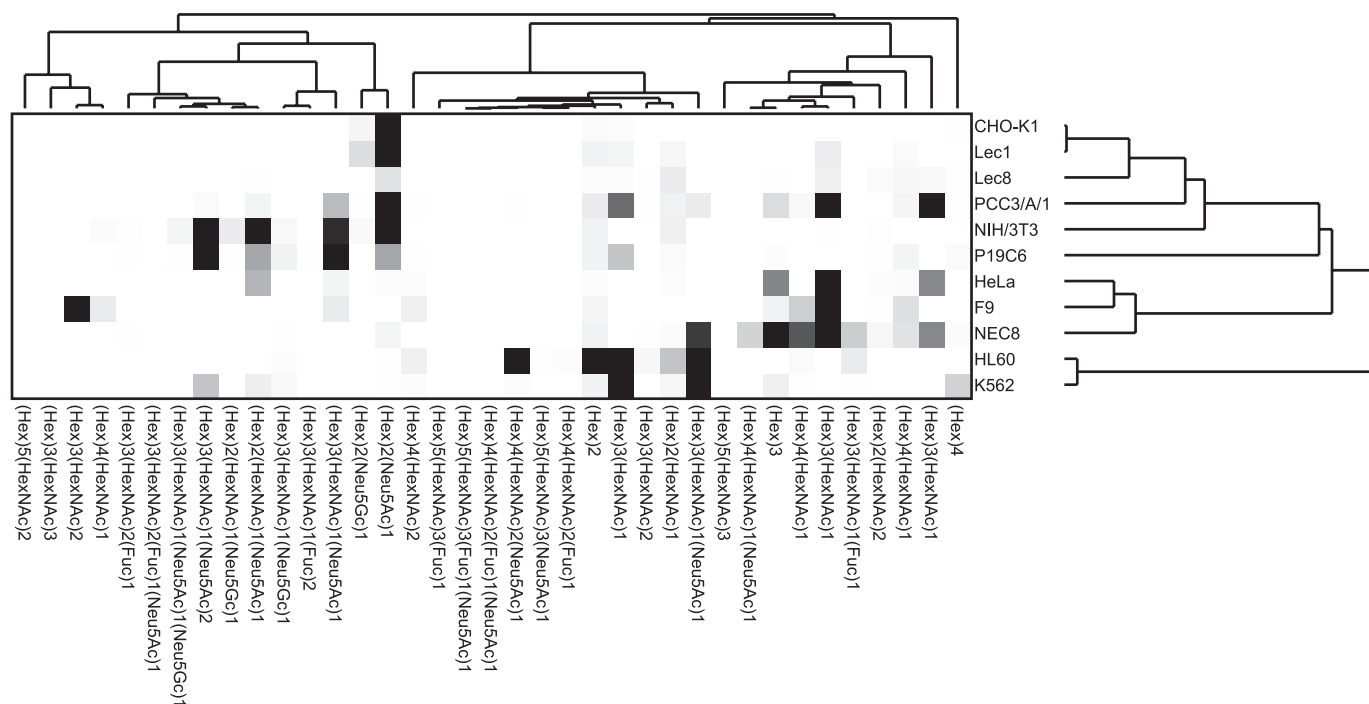 CHO-K1
Lec1
Lec8
PCC3/A/1
NIH/3T3
P19C6
HeLa
F9
NEC8
HL60
K562
(Hex)5(HexNAc)2
(Hex)3(HexNAc)3
(Hex)3(HexNAc)2
(Hex)4(HexNAc)1
(Hex)3(HexNAc)2(Fuc)1
(Hex)3(HexNAc)2(Fuc)1(Neu5Ac)1
(Hex)3(HexNAc)1(Neu5Ac)1(Neu5Gc)1
(Hex)3(HexNAc)1(Neu5Ac)2
(Hex)2(HexNAc)1(Neu5Gc)1
(Hex)2(HexNAc)1(Neu5Ac)1
(Hex)3(HexNAc)1(Neu5Gc)1
(Hex)3(HexNAc)1(Fuc)2
(Hex)3(HexNAc)1(Neu5Ac)1
(Hex)2(Neu5Gc)1
(Hex)2(Neu5Ac)1
(Hex)4(HexNAc)2
(Hex)5(HexNAc)3(Fuc)1
(Hex)5(HexNAc)3(Fuc)1(Neu5Ac)1
(Hex)4(HexNAc)2(Fuc)1(Neu5Ac)1
(Hex)4(HexNAc)2(Neu5Ac)1
(Hex)5(HexNAc)3(Neu5Ac)1
(Hex)4(HexNAc)2(Fuc)1
(Hex)2
(Hex)3(HexNAc)1
(Hex)3(HexNAc)2
(Hex)2(HexNAc)1
(Hex)3(HexNAc)1(Neu5Ac)1
(Hex)5(HexNAc)3
(Hex)4(HexNAc)1(Neu5Ac)1
(Hex)3
(Hex)4(HexNAc)1
(Hex)3(HexNAc)1
(Hex)3(HexNAc)1(Fuc)1
(Hex)2(HexNAc)2
(Hex)4(HexNAc)1
(Hex)3(HexNAc)1
(Hex)4